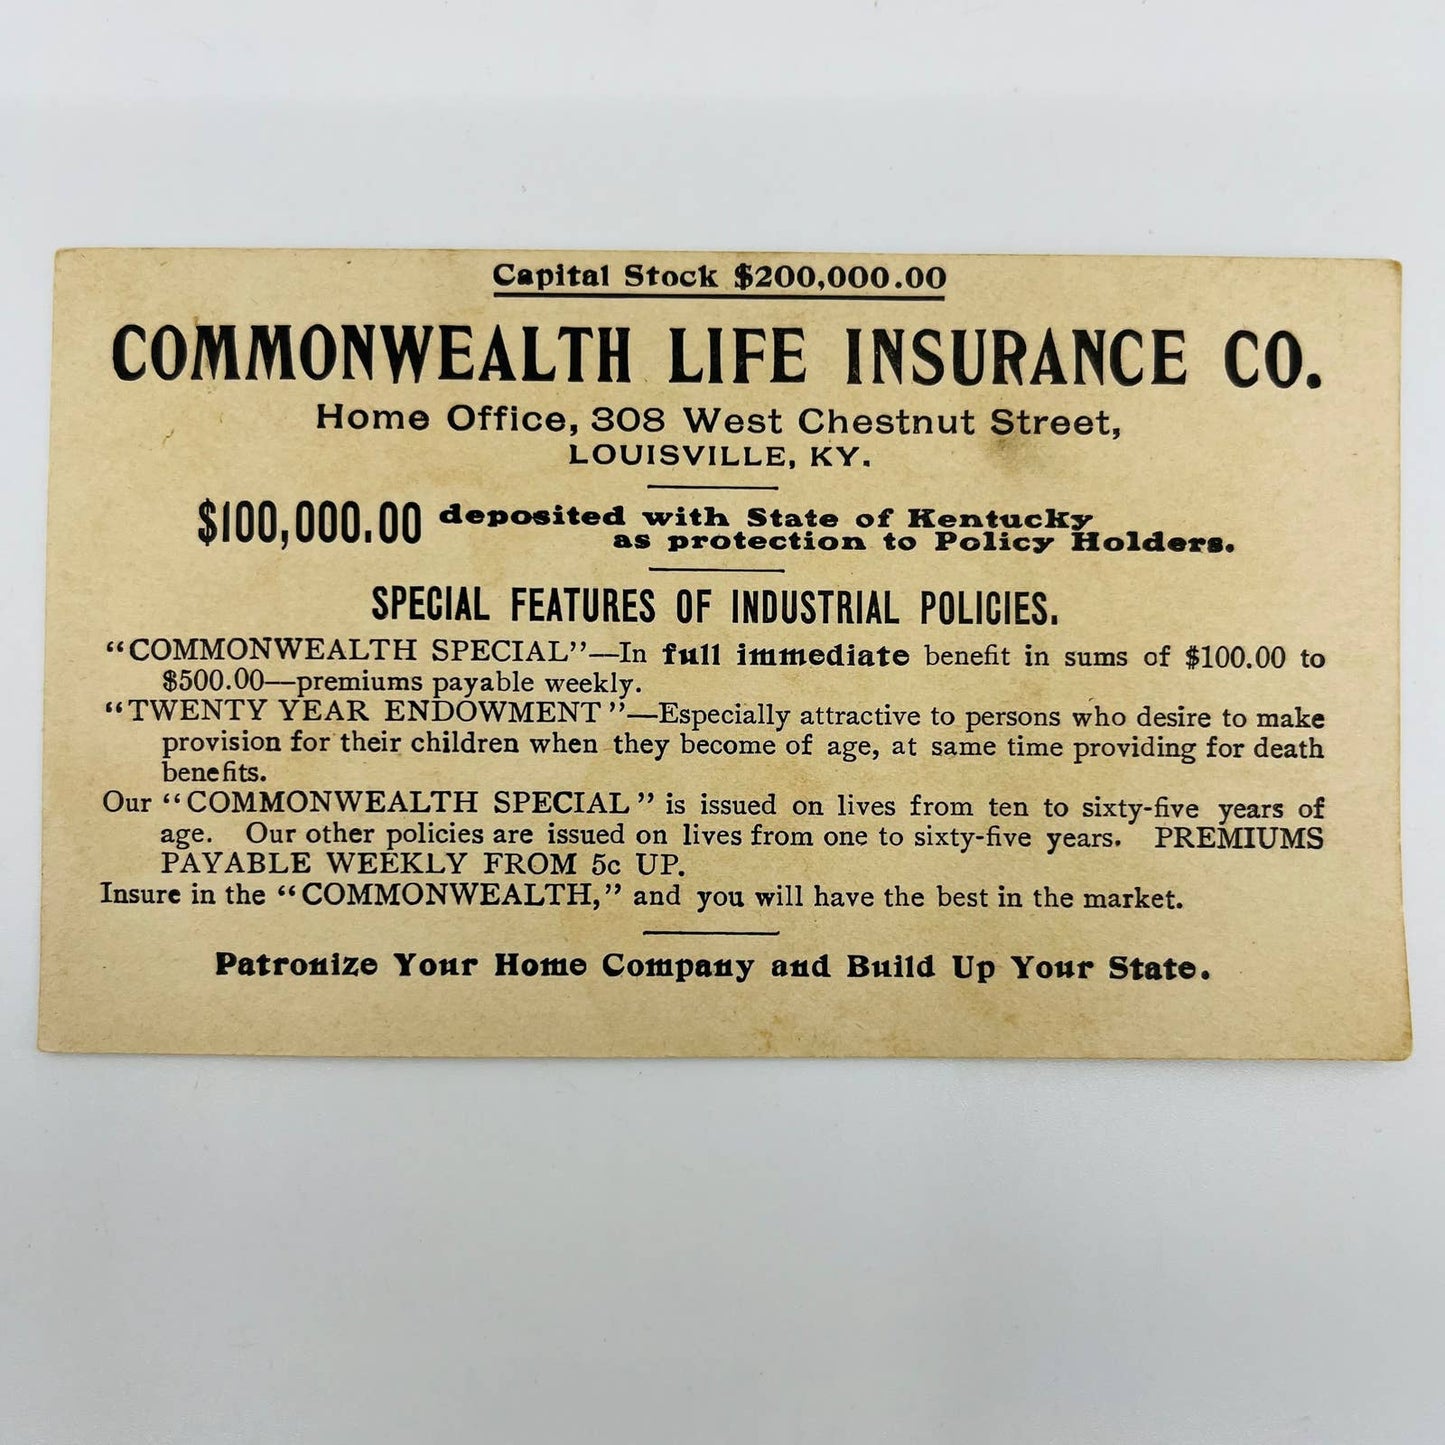 Capital Stock $200,000.00
COMMONWEALTH LIFE INSURANCE CO.
Home Office, 308 West Chestnut Street,
LOUISVILLE, KY.
$100,000.00 deposited with State of Kentucky
as protection to Policy Holders.
SPECIAL FEATURES OF INDUSTRIAL POLICIES.
“COMMONWEALTH SPECIAL”—In full immediate benefit in sums of $100.00 to
$500.00—premiums payable weekly.
“TWENTY YEAR ENDOWMENT”—Especially attractive to persons who desire to make
provision for their children when they become of age, at same time providing for death
benefits.
Our “COMMONWEALTH SPECIAL” is issued on lives from ten to sixty-five years of
age. Our other policies are issued on lives from one to sixty-five years. PREMIUMS
PAYABLE WEEKLY FROM 5c UP.
Insure in the “COMMONWEALTH,” and you will have the best in the market.
Patronize Your Home Company and Build Up Your State.